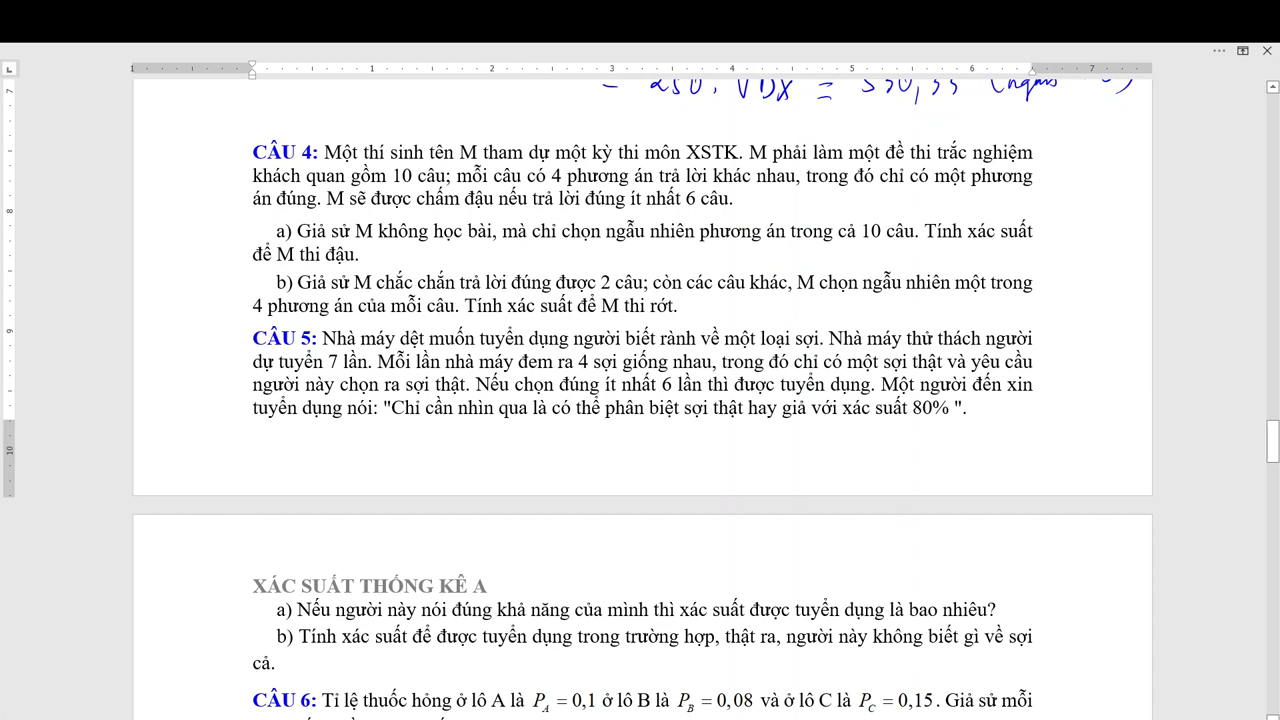 = 250. √DX = 550,55
CÂU 4: Một thí sinh tên M tham dự một kỳ thi môn XSTK. M phải làm một đề thi trắc nghiệm
khách quan gồm 10 câu; mỗi câu có 4 phương án trả lời khác nhau, trong đó chỉ có một phương
án đúng. M sẽ được chấm đậu nếu trả lời đúng ít nhất 6 câu.
a) Giả sử M không học bài, mà chỉ chọn ngẫu nhiên phương án trong cả 10 câu. Tính xác suất
để M thi đậu.
b) Giả sử M chắc chắn trả lời đúng được 2 câu; còn các câu khác, M chọn ngẫu nhiên một trong
4 phương án của mỗi câu. Tính xác suất để M thi rớt.
CÂU 5: Nhà máy dệt muốn tuyển dụng người biết rành về một loại sợi. Nhà máy thử thách người
dự tuyển 7 lần. Mỗi lần nhà máy đem ra 4 sợi giống nhau, trong đó chỉ có một sợi thật và yêu cầu
người này chọn ra sợi thật. Nếu chọn đúng ít nhất 6 lần thì được tuyển dụng. Một người đến xin
tuyển dụng nói: "Chỉ cần nhìn qua là có thể phân biệt sợi thật hay giả với xác suất 80% ".
XÁC SUẤT THỐNG KÊ A
a) Nếu người này nói đúng khả năng của mình thì xác suất được tuyển dụng là bao nhiêu?
b) Tính xác suất để được tuyển dụng trong trường hợp, thật ra, người này không biết gì về sợi
cả.
CÂU 6: Tỉ lệ thuốc hỏng ở lô A là P_A = 0,1 ở lô B là P_B = 0,08 và ở lô C là P_C = 0,15. Giả sử mỗi